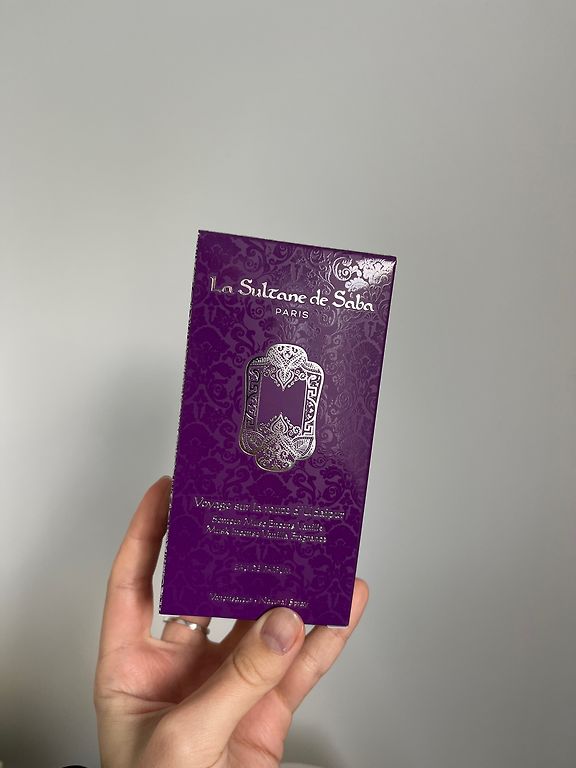 La Sultane de Saba
PARIS
Voyage sur la route d'Udaïpur
Senteur Musc Encens Vanille
Musk Incense Vanilla Fragrance
EAU DE PARFUM
Vaporisateur - Natural Spray